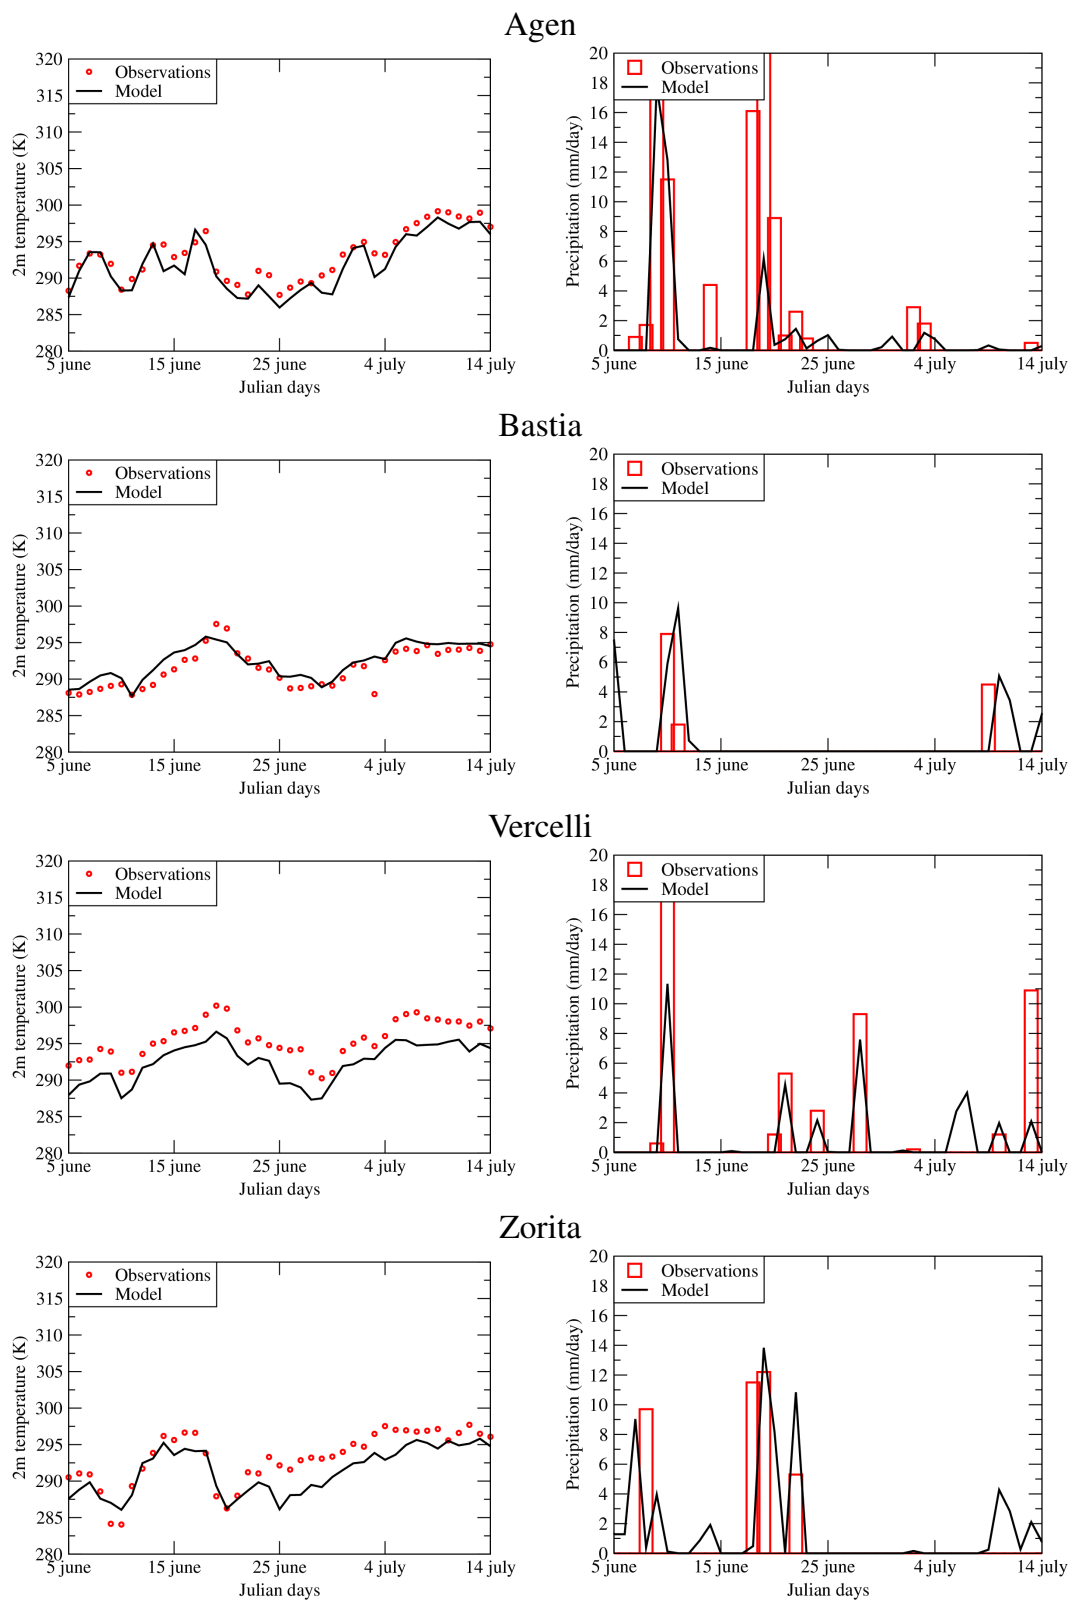 Agen
320
315
310
305
300
295
290
285
280
2m temperature (K)
Observations
Model
5 june
15 june
25 june
4 july
14 july
Julian days
20
18
16
14
12
10
8
6
4
2
0
Precipitation (mm/day)
Observations
Model
5 june
15 june
25 june
4 july
14 july
Julian days
Bastia
320
315
310
305
300
295
290
285
280
2m temperature (K)
Observations
Model
5 june
15 june
25 june
4 july
14 july
Julian days
20
18
16
14
12
10
8
6
4
2
0
Precipitation (mm/day)
Observations
Model
5 june
15 june
25 june
4 july
14 july
Julian days
Vercelli
320
315
310
305
300
295
290
285
280
2m temperature (K)
Observations
Model
5 june
15 june
25 june
4 july
14 july
Julian days
20
18
16
14
12
10
8
6
4
2
0
Precipitation (mm/day)
Observations
Model
5 june
15 june
25 june
4 july
14 july
Julian days
Zorita
320
315
310
305
300
295
290
285
280
2m temperature (K)
Observations
Model
5 june
15 june
25 june
4 july
14 july
Julian days
20
18
16
14
12
10
8
6
4
2
0
Precipitation (mm/day)
Observations
Model
5 june
15 june
25 june
4 july
14 july
Julian days